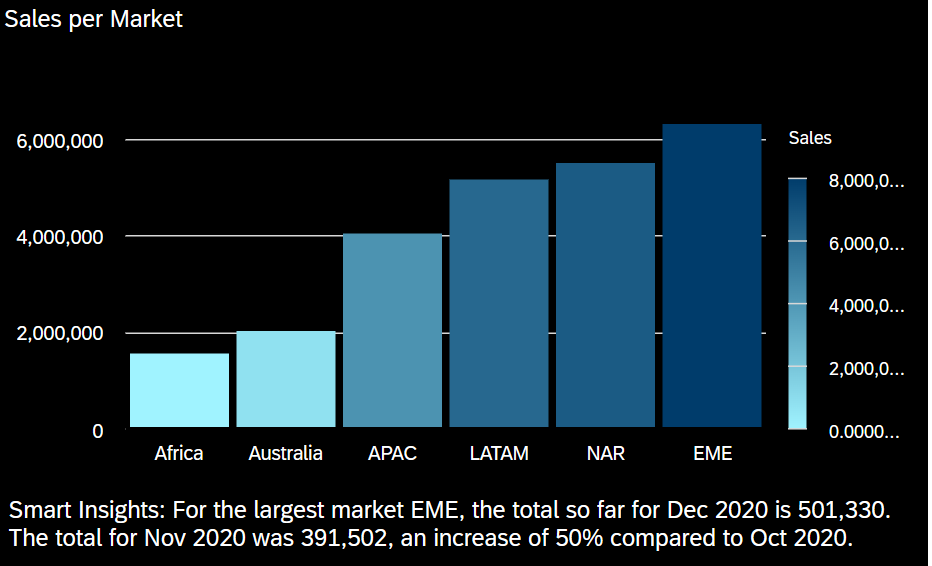 Sales per Market
6,000,000
4,000,000
2,000,000
0
Africa Australia APAC LATAM NAR EME
Sales
8,000,0...
6,000,0...
4,000,0...
2,000,0...
0.0000...
Smart Insights: For the largest market EME, the total so far for Dec 2020 is 501,330.
The total for Nov 2020 was 391,502, an increase of 50% compared to Oct 2020.